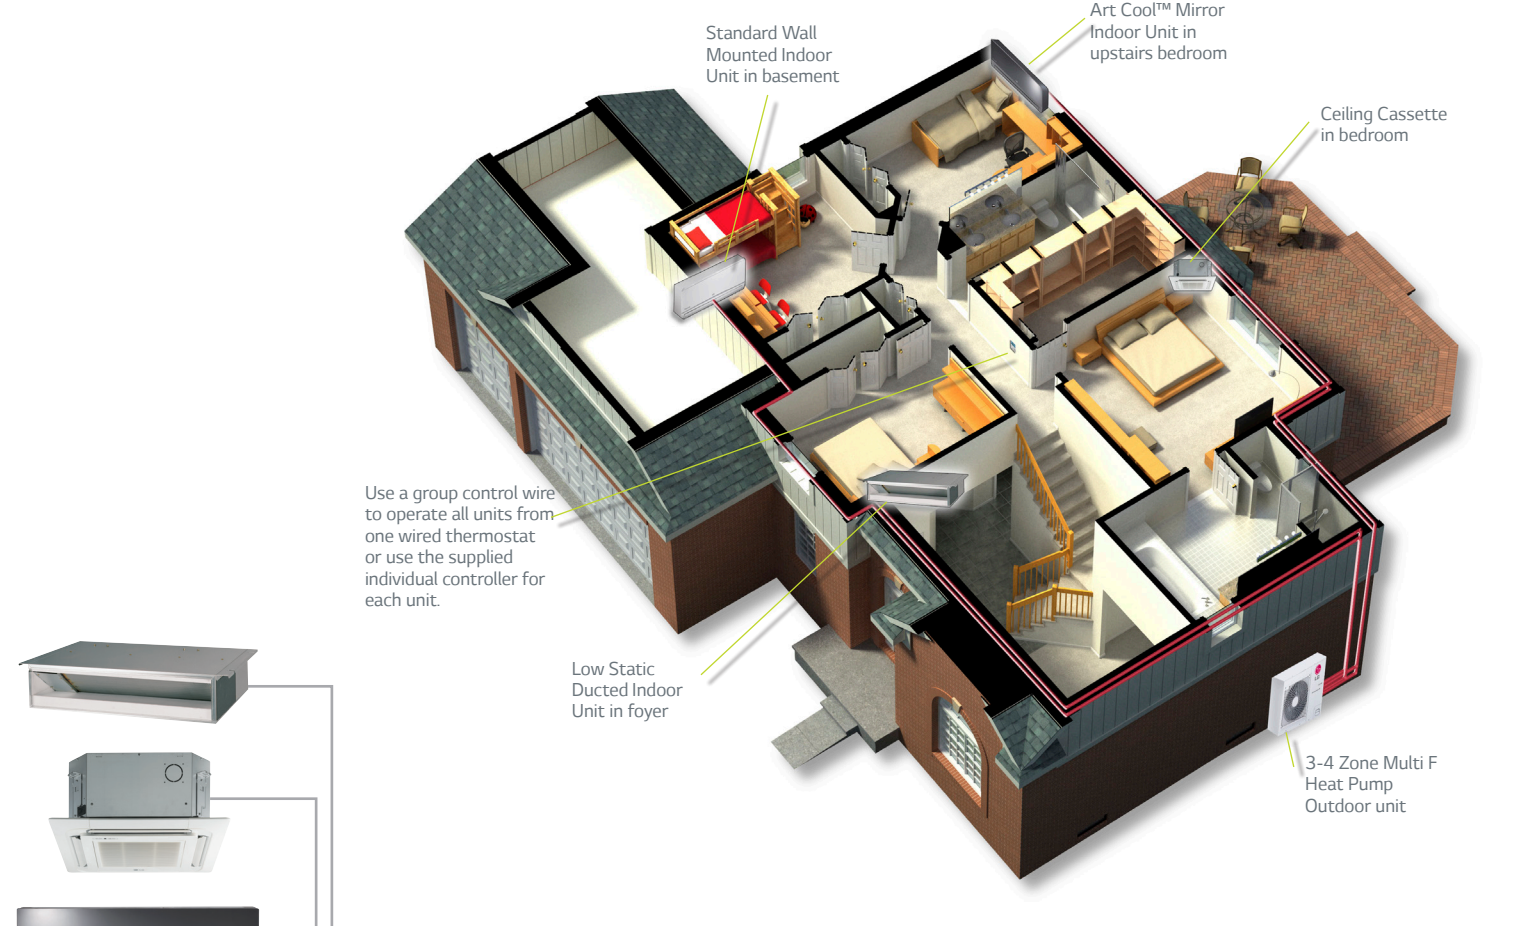 Art Cool™ Mirror
Indoor Unit in
upstairs bedroom
Standard Wall
Mounted Indoor
Unit in basement
Ceiling Cassette
in bedroom
Use a group control wire
to operate all units from
one wired thermostat
or use the supplied
individual controller for
each unit.
Low Static
Ducted Indoor
Unit in foyer
3-4 Zone Multi F
Heat Pump
Outdoor unit